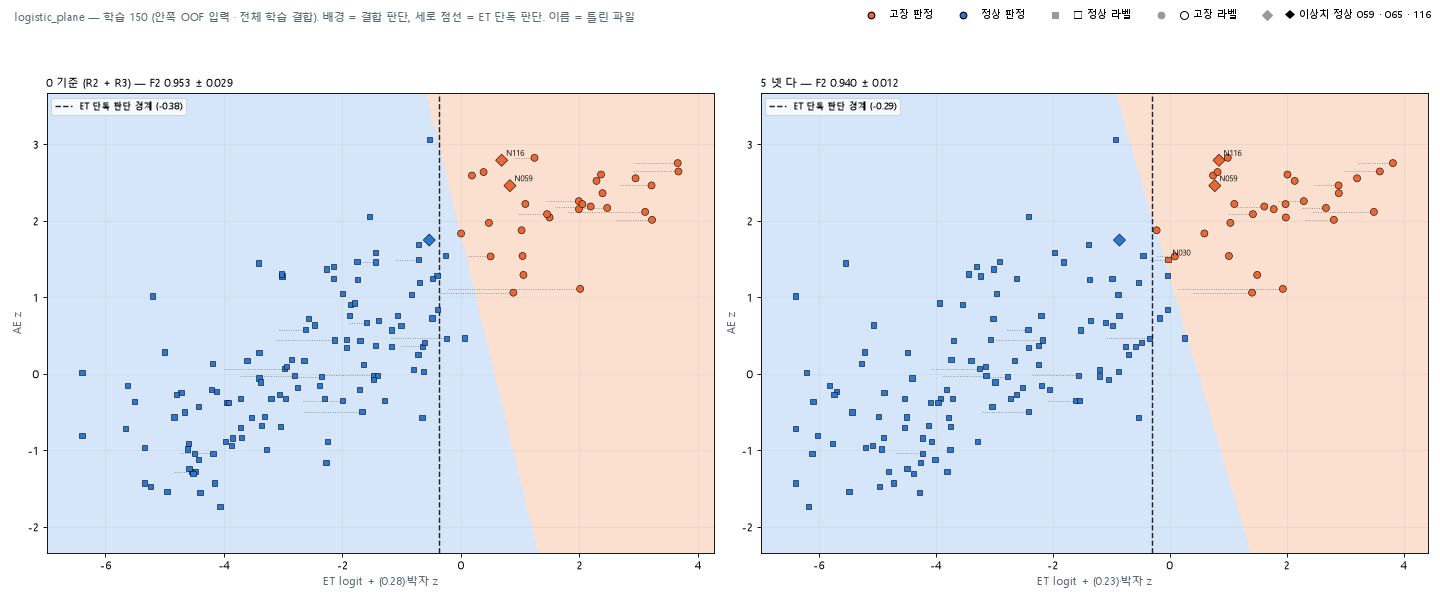 logistic_plane — 학습 150 (안쪽 OOF 입력 · 전체 학습 결합). 배경 = 결합 판단, 세로 점선 = ET 단독 판단. 이름 = 틀린 파일
고장 판정 정상 판정 정상 라벨 고장 라벨 이상치 정상 059 · 065 · 116
0 기준 (R2 + R3) — F2 0.953 ± 0.029
ET 단독 판단 경계 (-0.38)
N116
N059
3
2
1
0
-1
-2
AE z
-6 -4 -2 0 2 4
ET logit + (0.28)·박자 z
5 넷 다 — F2 0.940 ± 0.012
ET 단독 판단 경계 (-0.29)
N116
N059
N030
3
2
1
0
-1
-2
AE z
-6 -4 -2 0 2 4
ET logit + (0.23)·박자 z